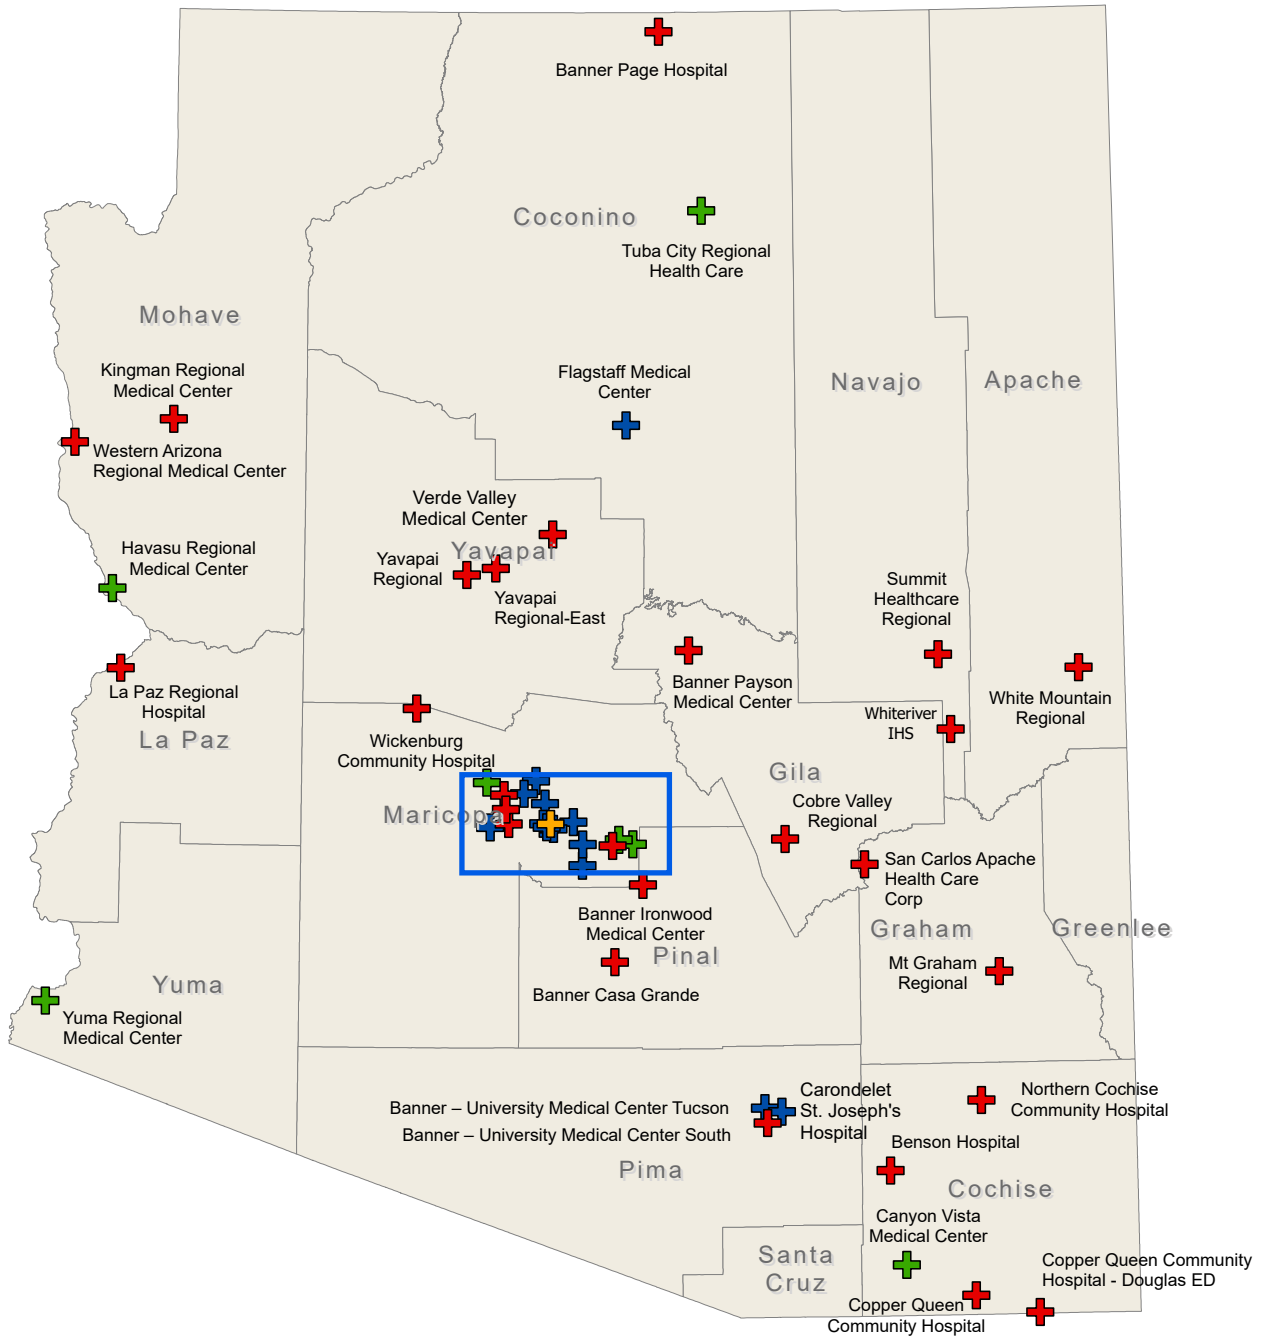 Banner Page Hospital
Coconino
Tuba City Regional
Health Care
Mohave
Kingman Regional
Medical Center
Flagstaff Medical
Center
Navajo
Apache
Western Arizona
Regional Medical Center
Verde Valley
Medical Center
Havasu Regional
Medical Center
Yavapai
Yavapai
Regional
Yavapai
Regional-East
Summit
Healthcare
Regional
La Paz Regional
Hospital
La Paz
Banner Payson
Medical Center
White Mountain
Regional
Whiteriver
IHS
Wickenburg
Community Hospital
Gila
Maricopa
Cobre Valley
Regional
San Carlos Apache
Health Care
Corp
Banner Ironwood
Medical Center
Pinal
Graham
Greenlee
Mt Graham
Regional
Banner Casa Grande
Yuma
Yuma Regional
Medical Center
Banner – University Medical Center Tucson
Banner – University Medical Center South
Carondelet
St. Joseph's
Hospital
Northern Cochise
Community Hospital
Benson Hospital
Pima
Cochise
Canyon Vista
Medical Center
Santa
Cruz
Copper Queen Community
Hospital - Douglas ED
Copper Queen
Community Hospital